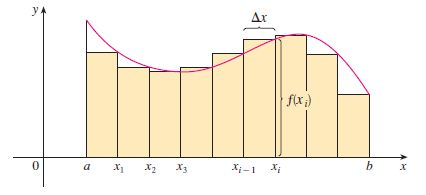 y
Δx
f(xᵢ)
0 a x₁ x₂ x₃ xᵢ₋₁ xᵢ b x